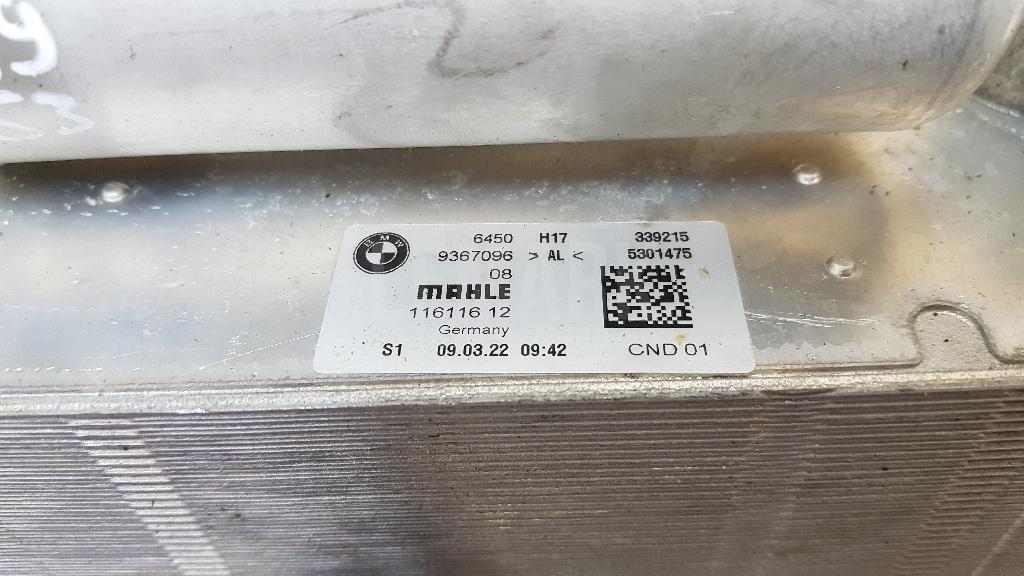 BMW
6450 H17 339215
9367096 > AL < 5301475
08
MAHLE
116116 12
Germany
S1 09.03.22 09:42 CND 01